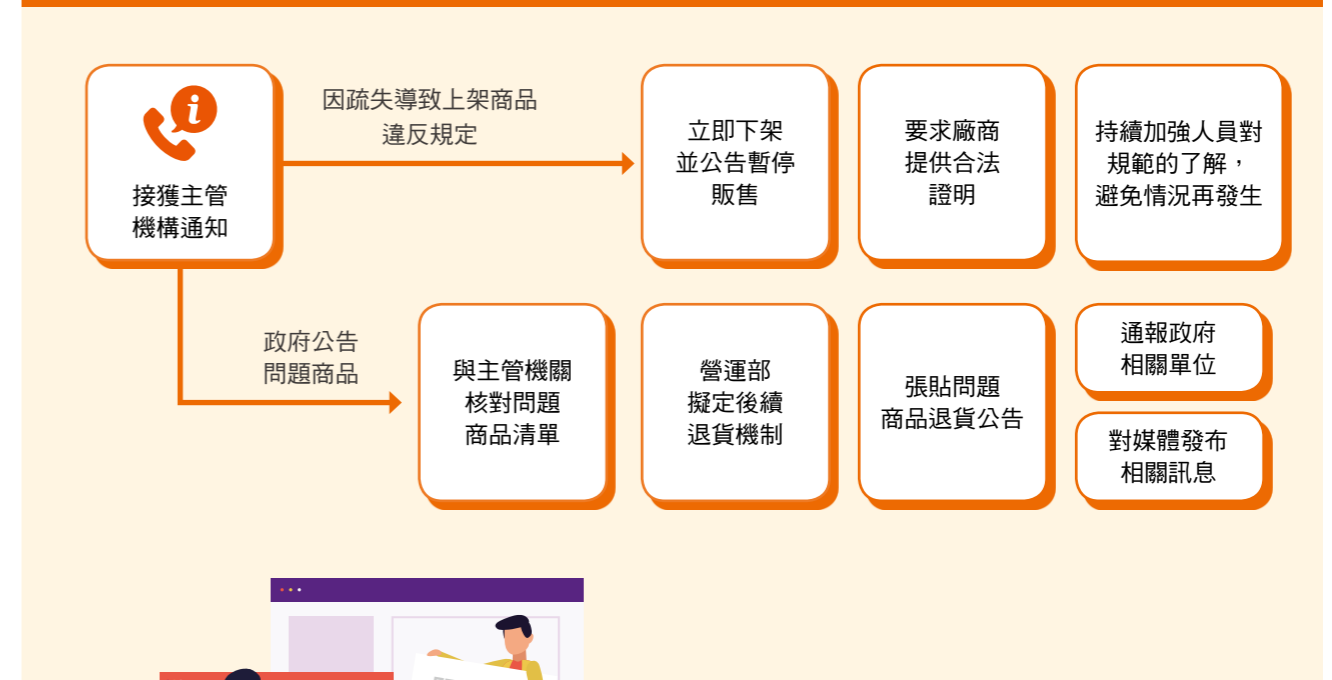 接獲主管
機構通知
因疏失導致上架商品
違反規定
立即下架
並公告暫停
販售
要求廠商
提供合法
證明
持續加強人員對
規範的了解，
避免情況再發生
政府公告
問題商品
與主管機關
核對問題
商品清單
營運部
擬定後續
退貨機制
張貼問題
商品退貨公告
通報政府
相關單位
對媒體發布
相關訊息